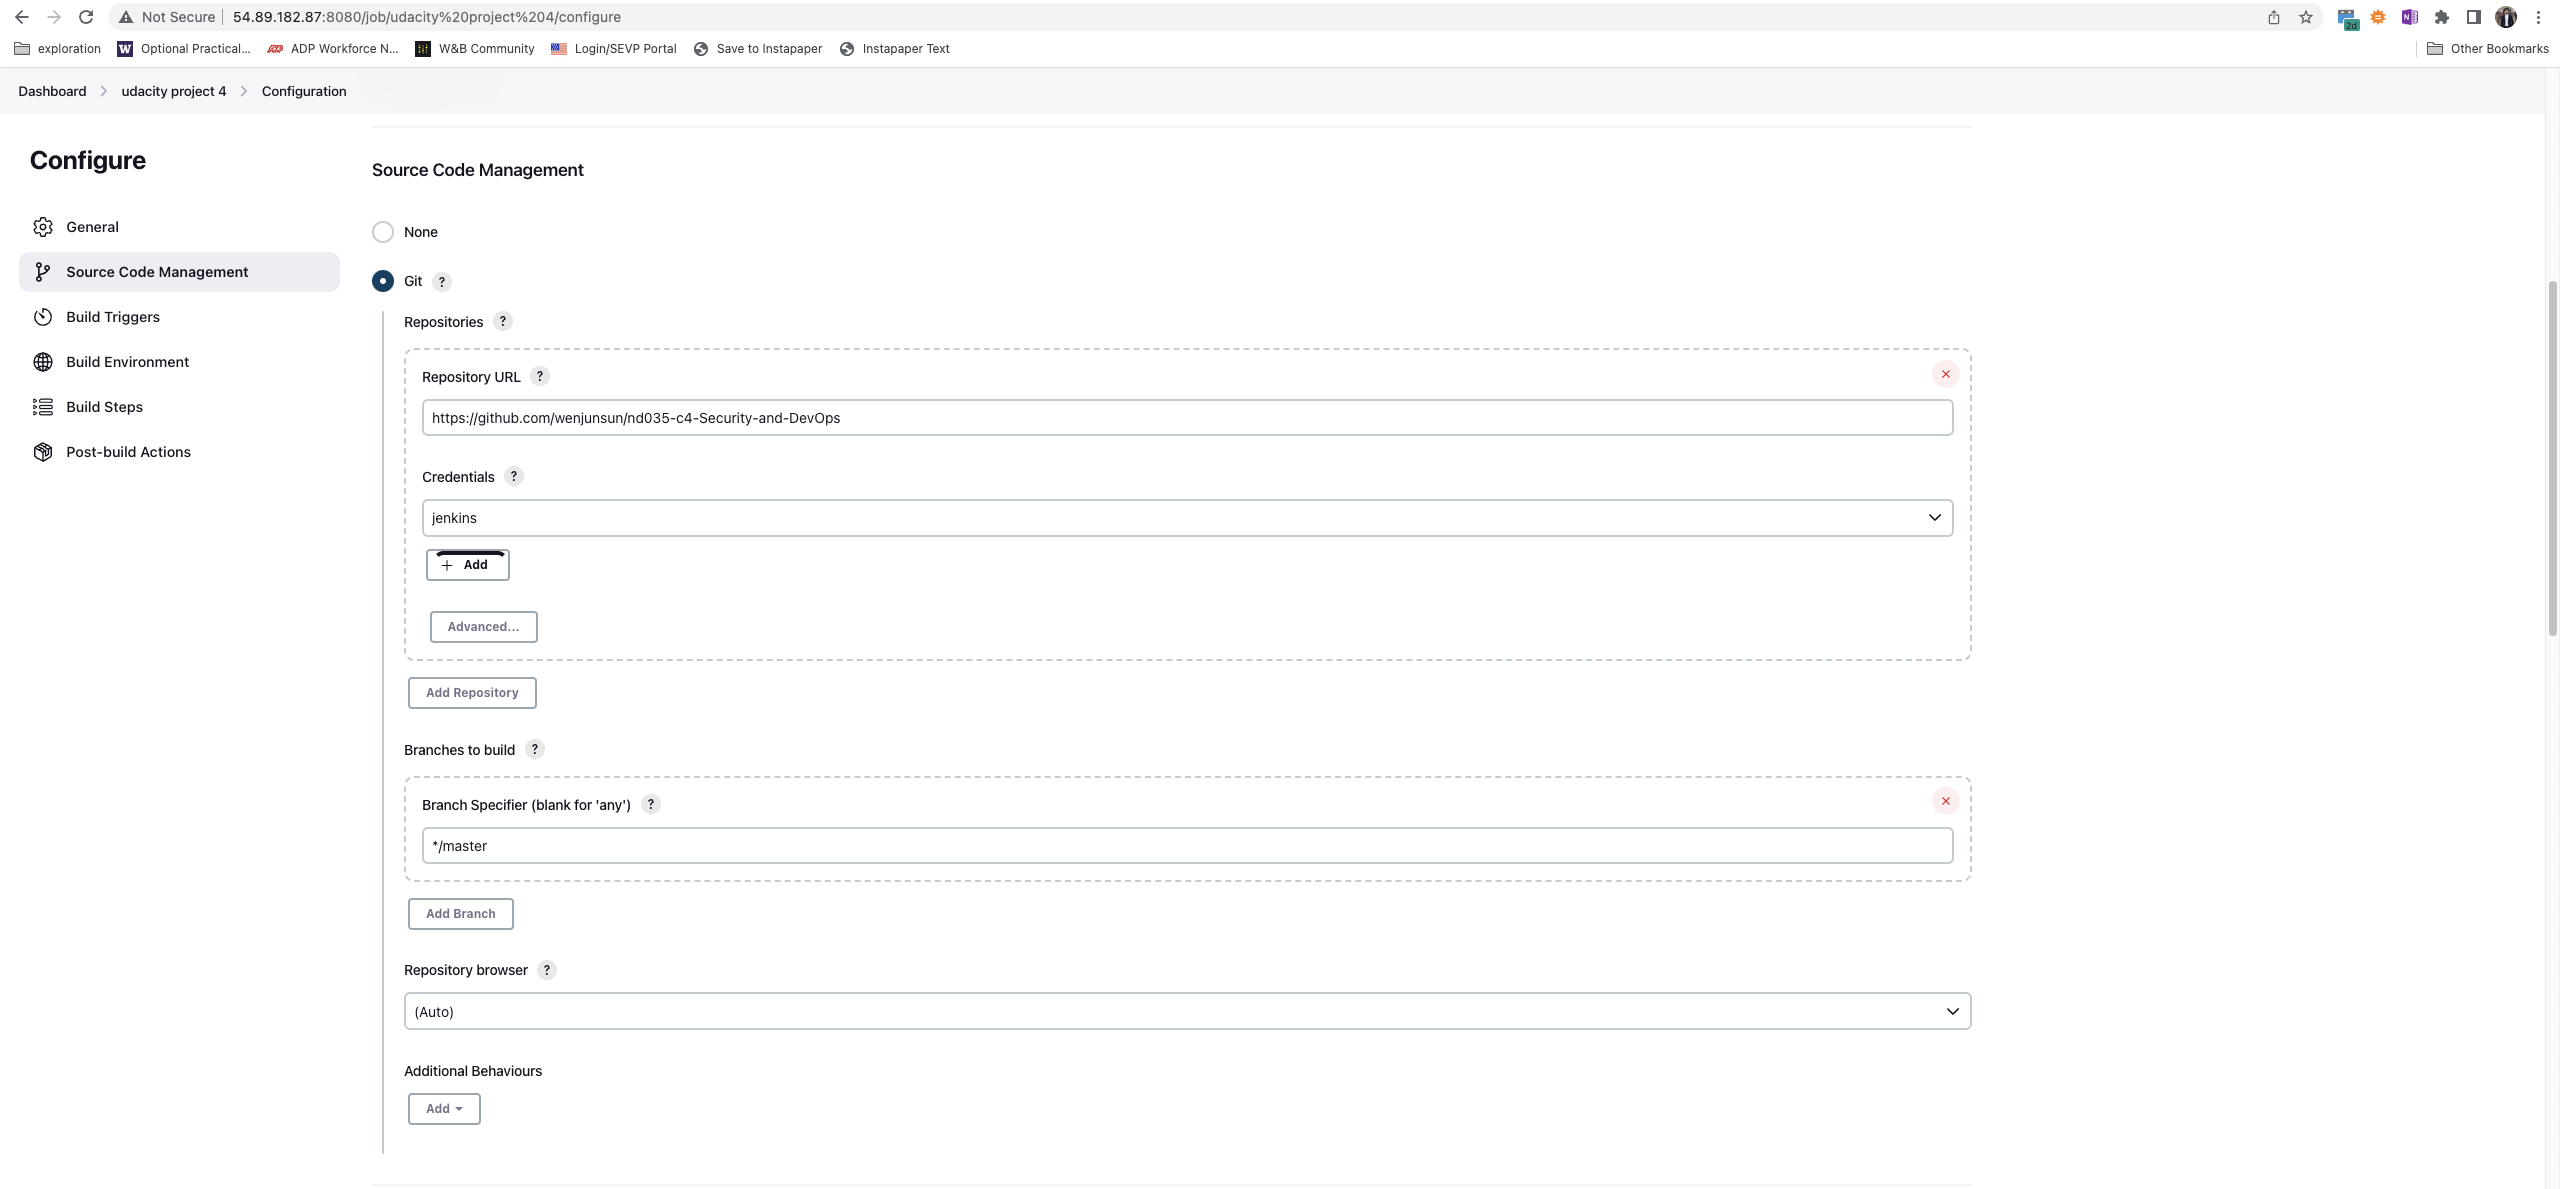 Not Secure 54.89.182.87:8080/job/udacity%20project%204/configure
2d
N
exploration W Optional Practical... ADP ADP Workforce N... W&B Community Login/SEVP Portal Save to Instapaper Instapaper Text Other Bookmarks
Dashboard udacity project 4 Configuration
Configure
General
Source Code Management
Build Triggers
Build Environment
Build Steps
Post-build Actions
Source Code Management
None
Git ?
Repositories ?
Repository URL ?
https://github.com/wenjunsun/nd035-c4-Security-and-DevOps
Credentials ?
jenkins
+ Add
Advanced...
Add Repository
Branches to build ?
Branch Specifier (blank for 'any') ?
*/master
Add Branch
Repository browser ?
(Auto)
Additional Behaviours
Add